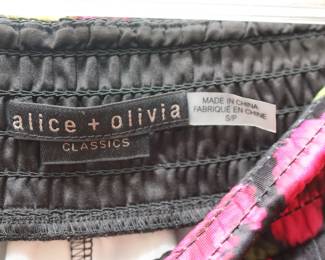 alice + olivia
CLASSICS
MADE IN CHINA
FABRIQUE EN CHINE
S/P